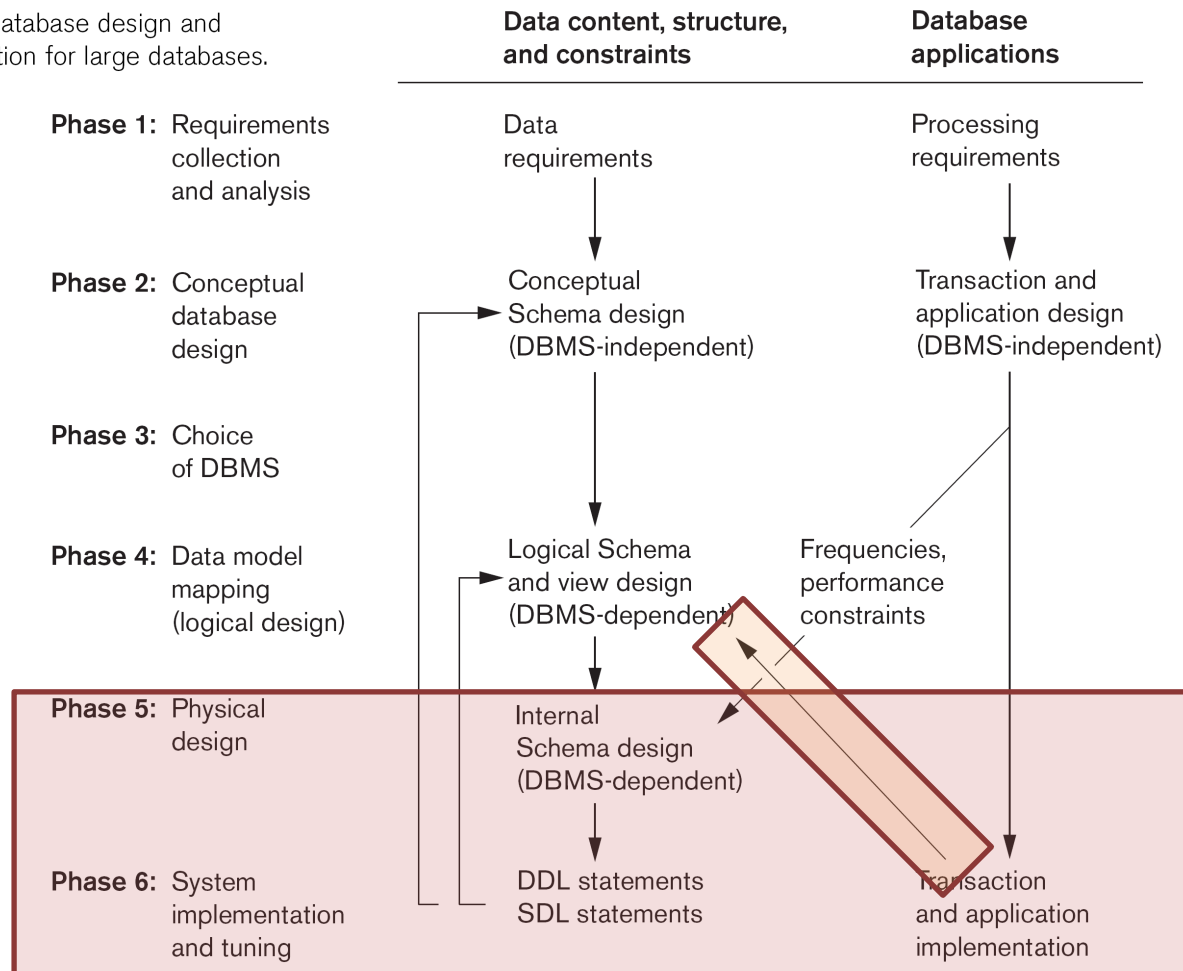 atabase design and
tion for large databases.
Data content, structure,
and constraints
Database
applications
Phase 1: Requirements
collection
and analysis
Data
requirements
Processing
requirements
Phase 2: Conceptual
database
design
Conceptual
Schema design
(DBMS-independent)
Transaction and
application design
(DBMS-independent)
Phase 3: Choice
of DBMS
Phase 4: Data model
mapping
(logical design)
Logical Schema
and view design
(DBMS-dependent)
Frequencies,
performance
constraints
Phase 5: Physical
design
Internal
Schema design
(DBMS-dependent)
Phase 6: System
implementation
and tuning
DDL statements
SDL statements
Transaction
and application
implementation